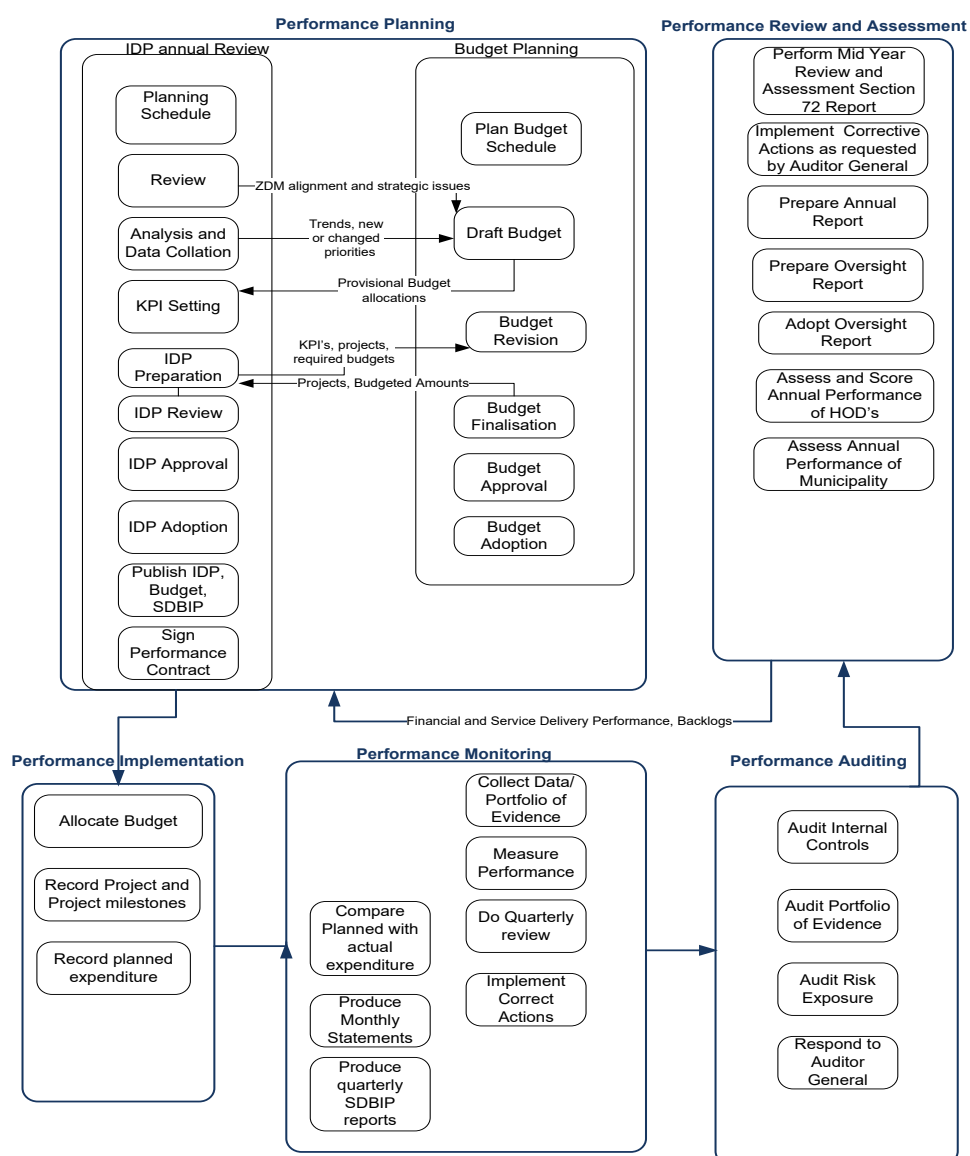 Performance Planning
IDP annual Review
Planning
Schedule
Review
Analysis and
Data Collation
KPI Setting
IDP
Preparation
IDP Review
IDP Approval
IDP Adoption
Publish IDP,
Budget,
SDBIP
Sign
Performance
Contract
ZDM alignment and strategic issues
Trends, new
or changed
priorities
Provisional Budget
allocations
KPI's, projects,
required budgets
Projects, Budgeted Amounts
Budget Planning
Plan Budget
Schedule
Draft Budget
Budget
Revision
Budget
Finalisation
Budget
Approval
Budget
Adoption
Performance Review and Assessment
Perform Mid Year
Review and
Assessment Section
72 Report
Implement Corrective
Actions as requested
by Auditor General
Prepare Annual
Report
Prepare Oversight
Report
Adopt Oversight
Report
Assess and Score
Annual Performance
of HOD's
Assess Annual
Performance of
Municipality
Financial and Service Delivery Performance, Backlogs
Performance Implementation
Allocate Budget
Record Project and
Project milestones
Record planned
expenditure
Performance Monitoring
Compare
Planned with
actual
expenditure
Produce
Monthly
Statements
Produce
quarterly
SDBIP
reports
Collect Data/
Portfolio of
Evidence
Measure
Performance
Do Quarterly
review
Implement
Correct
Actions
Performance Auditing
Audit Internal
Controls
Audit Portfolio
of Evidence
Audit Risk
Exposure
Respond to
Auditor
General